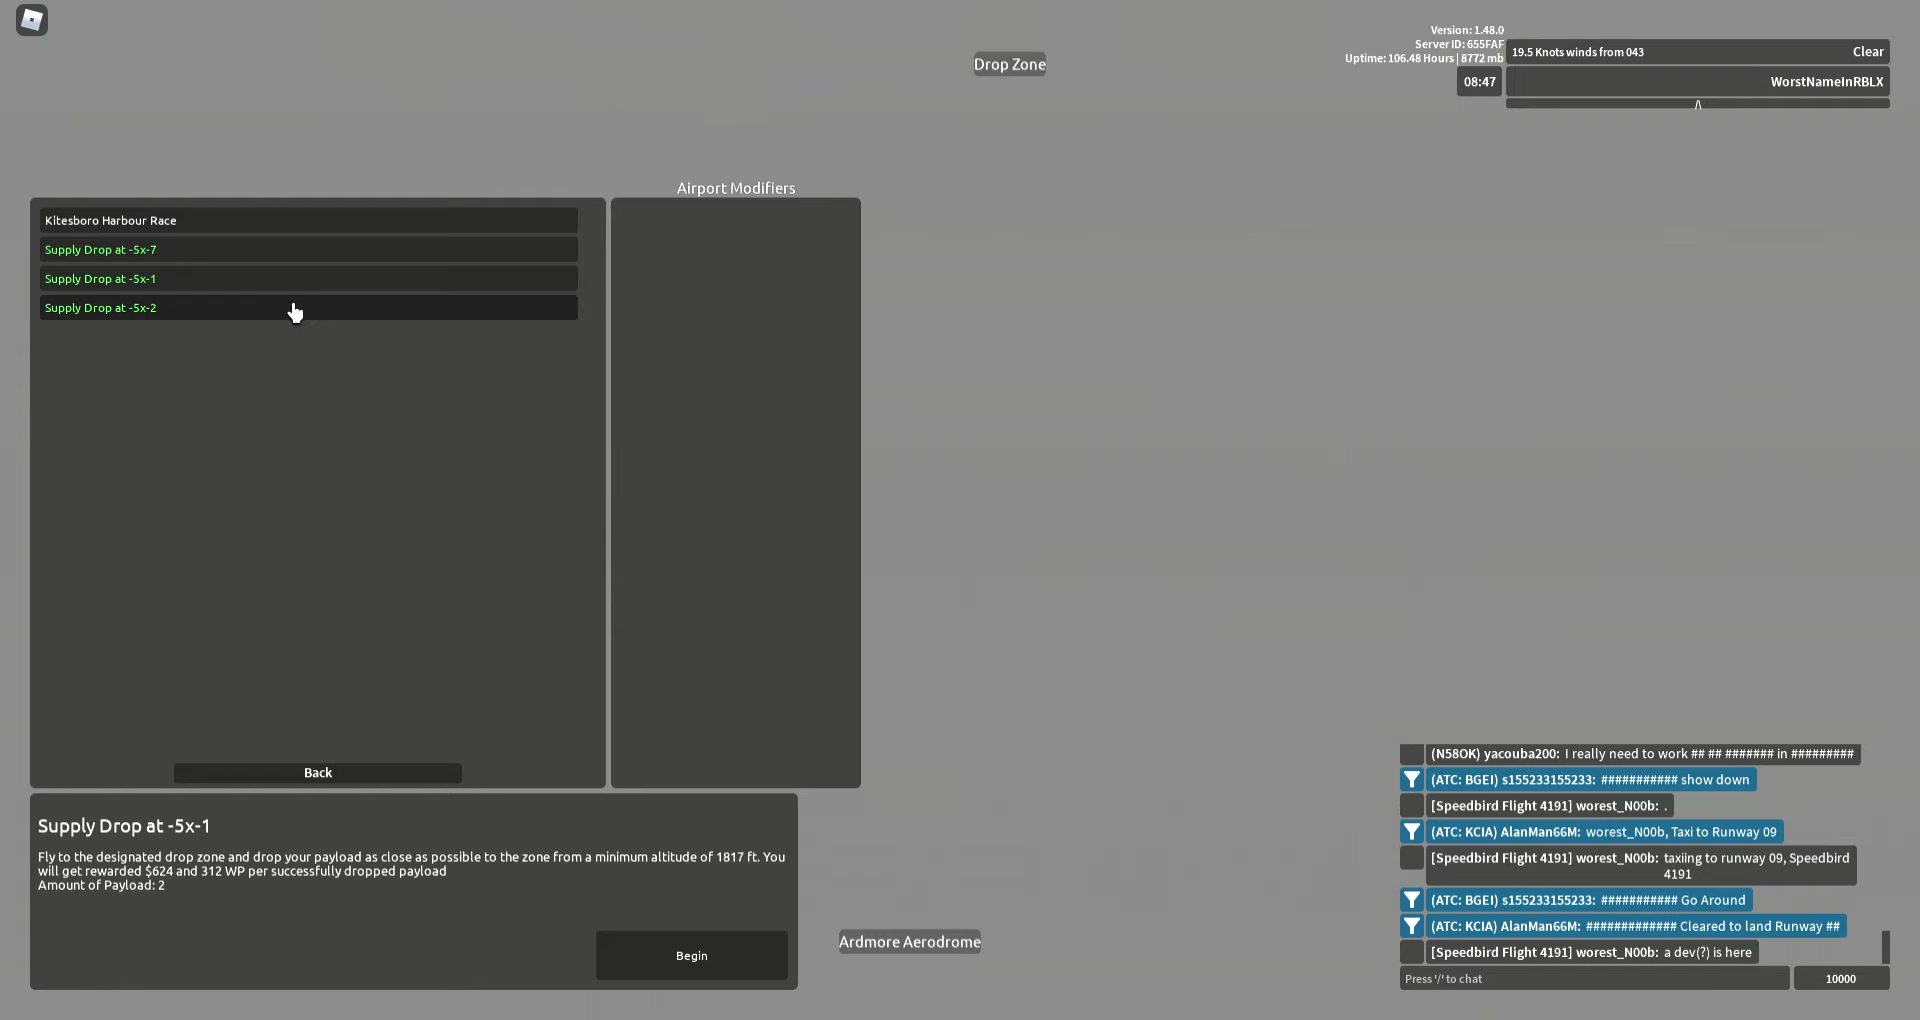 Version: 1.48.0
Server ID: 655FAF
Uptime: 106.48 Hours | 8772 mb
19.5 Knots winds from 043
Clear
08:47
WorstNameInRBLX
Drop Zone
Airport Modifiers
Kitesboro Harbour Race
Supply Drop at -5x-7
Supply Drop at -5x-1
Supply Drop at -5x-2
Back
Supply Drop at -5x-1
Fly to the designated drop zone and drop your payload as close as possible to the zone from a minimum altitude of 1817 ft. You
will get rewarded $624 and 312 WP per successfully dropped payload
Amount of Payload: 2
Begin
Ardmore Aerodrome
(N58OK) yacouba200: I really need to work ## ## ####### in #########
(ATC: BGEI) s155233155233: ########### show down
[Speedbird Flight 4191] worest_N00b: .
(ATC: KCIA) AlanMan66M: worest_N00b, Taxi to Runway 09
[Speedbird Flight 4191] worest_N00b: taxiing to runway 09, Speedbird
4191
(ATC: BGEI) s155233155233: ########### Go Around
(ATC: KCIA) AlanMan66M: ############# Cleared to land Runway ##
[Speedbird Flight 4191] worest_N00b: a dev(?) is here
Press '/' to chat
10000